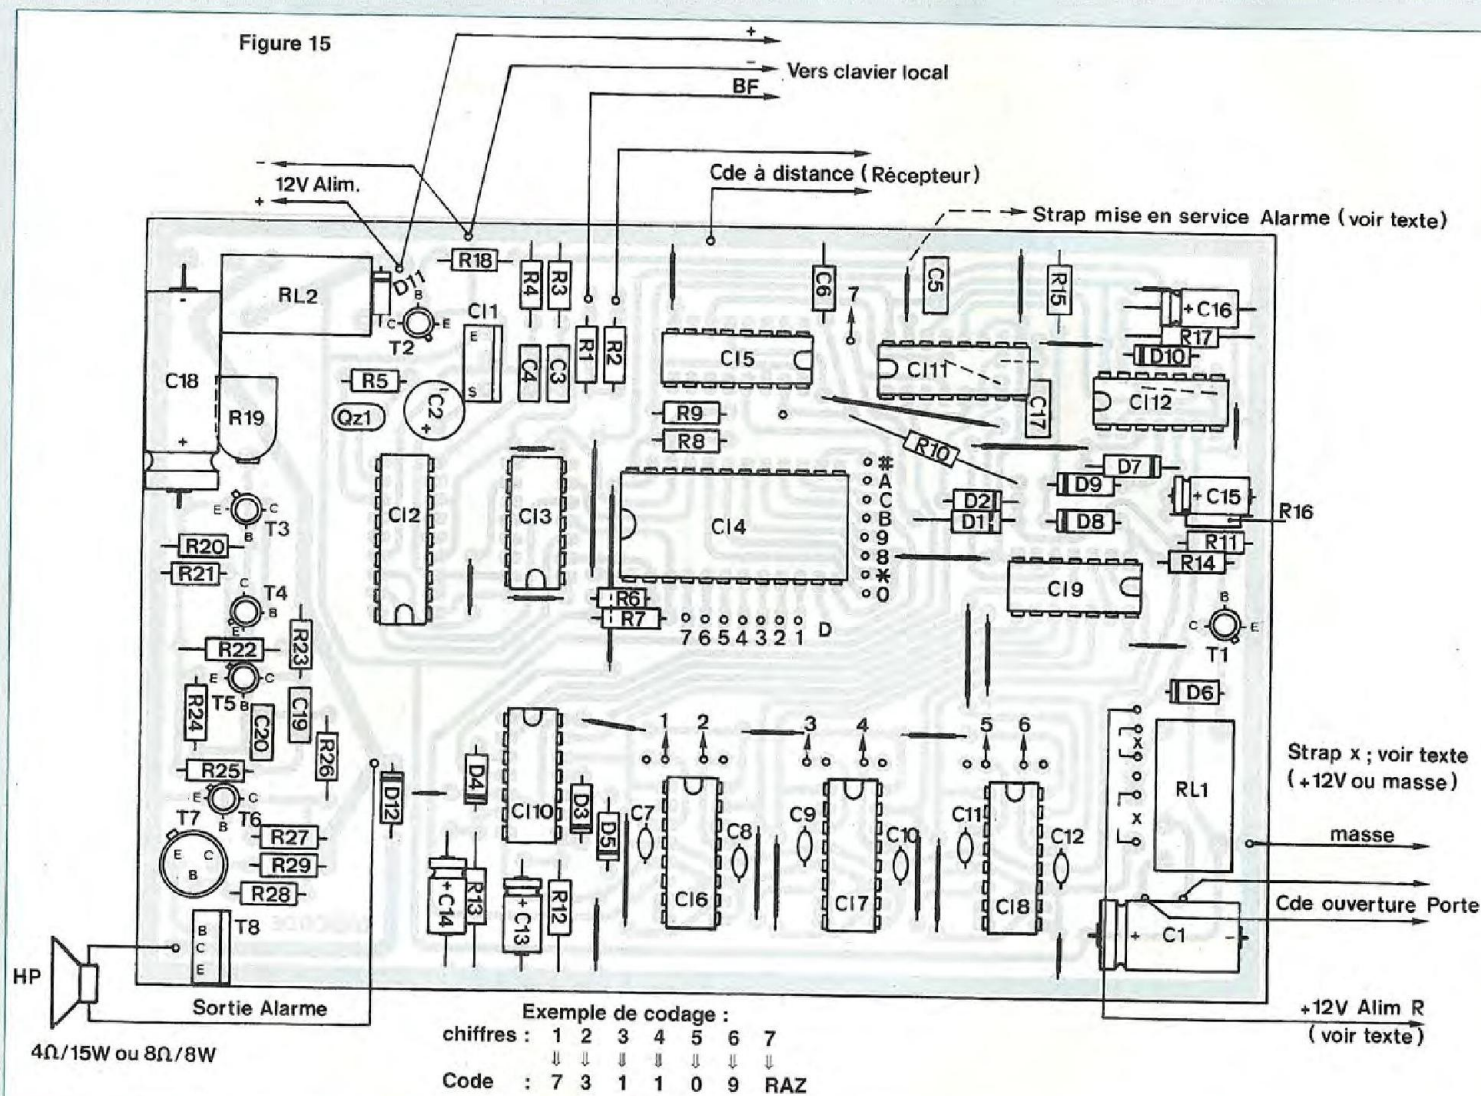 Figure 15
+
-
Vers clavier local
BF
-
12V Alim.
+
Cde à distance (Récepteur)
Strap mise en service Alarme (voir texte)
R18
R4
R3
D11
RL2
B
C
E
T2
CI1
E
S
C6
7
C5
R15
+ C16
R17
D10
-
C18
+
R19
R5
Qz1
- C2 +
C4
C3
R1
R2
CI5
CI11
C17
CI12
R9
R8
R10
#
A
C
B
9
8
*
0
D7
D9
D2
D1
D8
+ C15
R16
R11
R14
E
C
B
T3
CI2
CI3
CI4
R20
R21
CI9
R6
R7
7 6 5 4 3 2 1 D
C
B
E
T4
R22
R23
B
C
E
T1
E
C
B
T5
R24
C20
C19
R26
D6
R25
D12
D4
CI10
D3
D5
1
2
3
4
5
6
x
x
RL1
Strap x ; voir texte
(+12V ou masse)
E
C
B
T6
T7
E
C
B
R27
R29
R28
C7
C8
C9
C10
C11
C12
CI6
CI7
CI8
masse
+ C14
R13
+ C13
R12
T8
B
C
E
+ C1 -
Cde ouverture Porte
HP
Sortie Alarme
4Ω/15W ou 8Ω/8W
+12V Alim R
(voir texte)
Exemple de codage :
chiffres : 1 2 3 4 5 6 7
⇓ ⇓ ⇓ ⇓ ⇓ ⇓ ⇓
Code : 7 3 1 1 0 9 RAZ